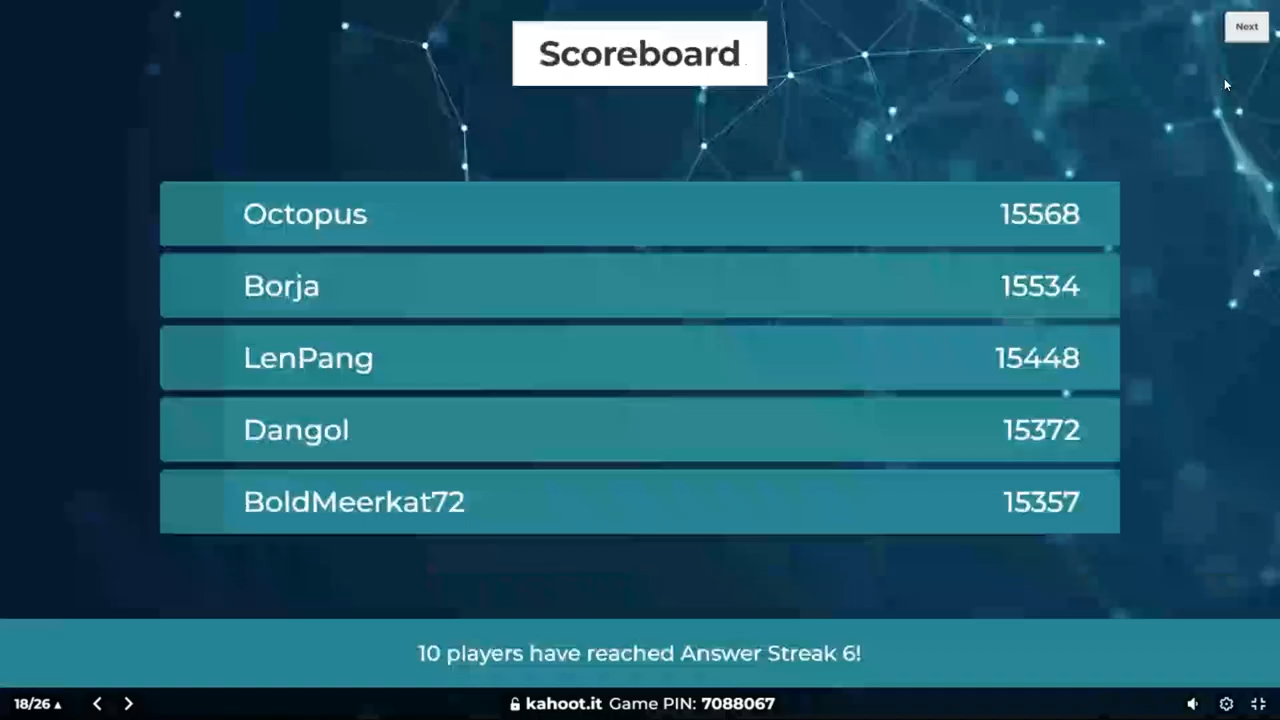 Scoreboard
Next
Octopus 15568
Borja 15534
LenPang 15448
Dangol 15372
BoldMeerkat72 15357
10 players have reached Answer Streak 6!
18/26 kahoot.it Game PIN: 7088067